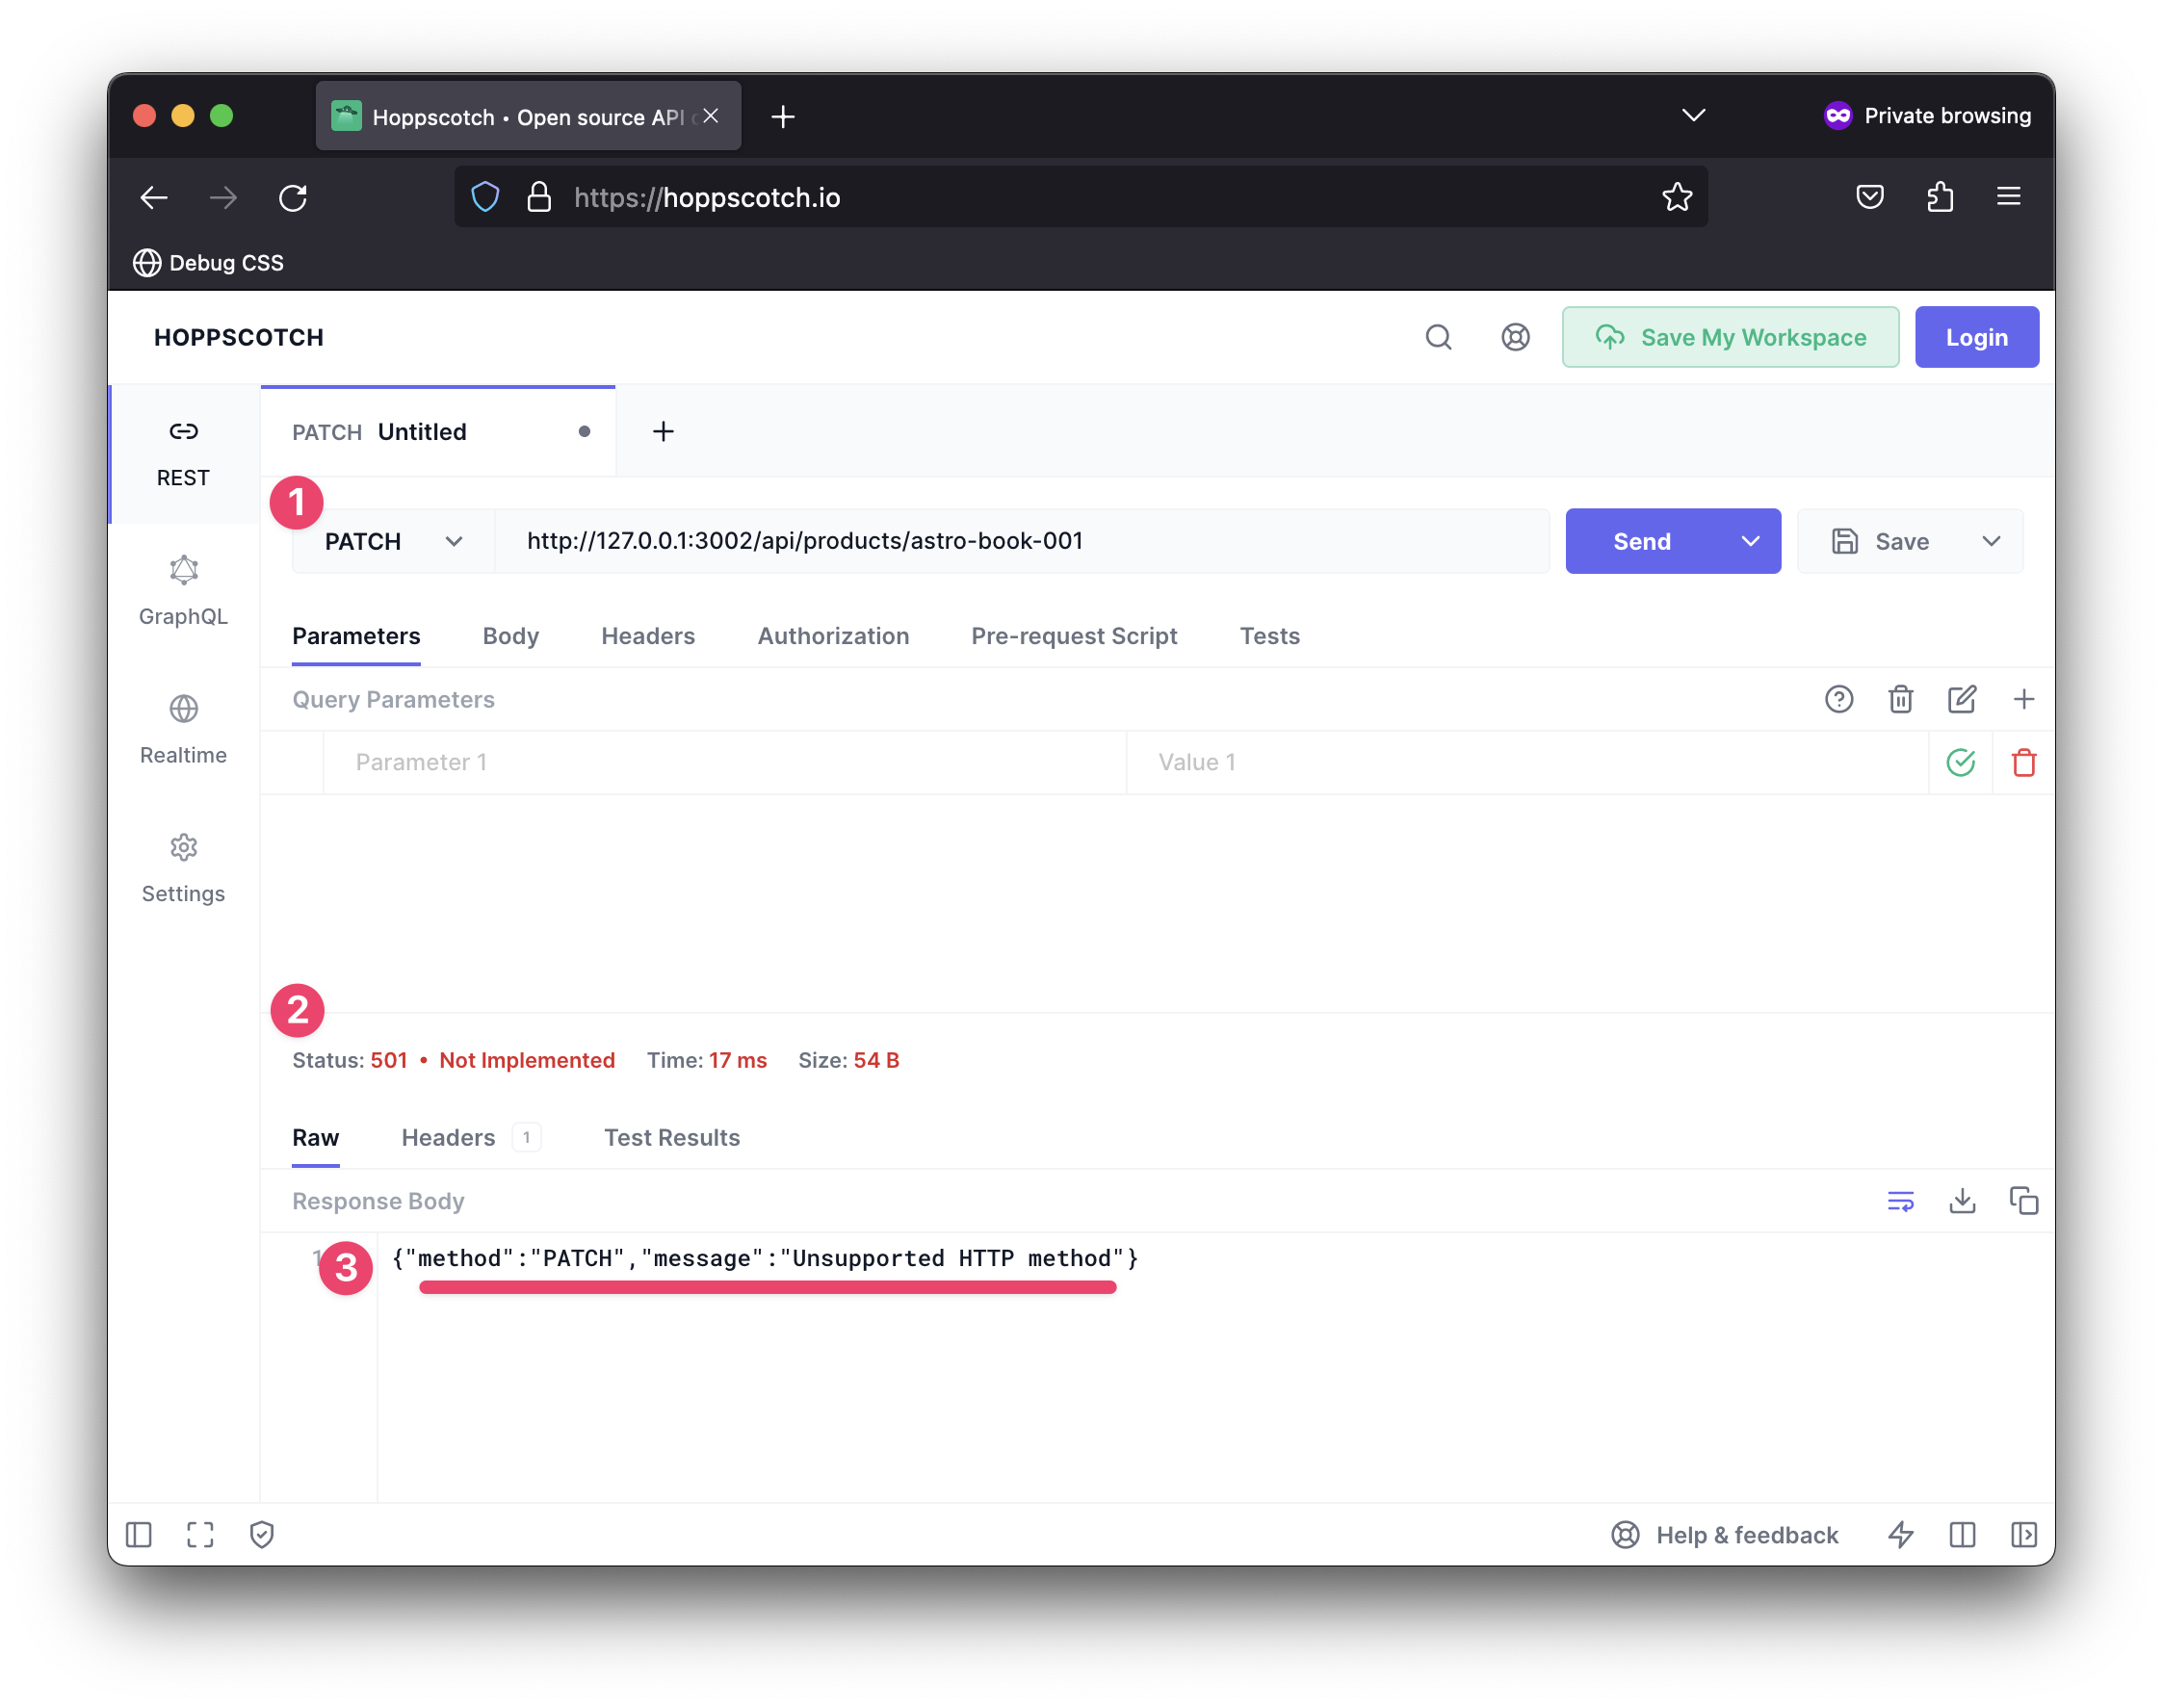 Hoppscotch • Open source API
Private browsing
https://hoppscotch.io
Debug CSS
HOPPSCOTCH
Save My Workspace
Login
REST
GraphQL
Realtime
Settings
PATCH Untitled
1
PATCH
http://127.0.0.1:3002/api/products/astro-book-001
Send
Save
Parameters Body Headers Authorization Pre-request Script Tests
Query Parameters
Parameter 1 Value 1
2
Status: 501 • Not Implemented Time: 17 ms Size: 54 B
Raw Headers 1 Test Results
Response Body
1
3
{"method":"PATCH","message":"Unsupported HTTP method"}
Help & feedback